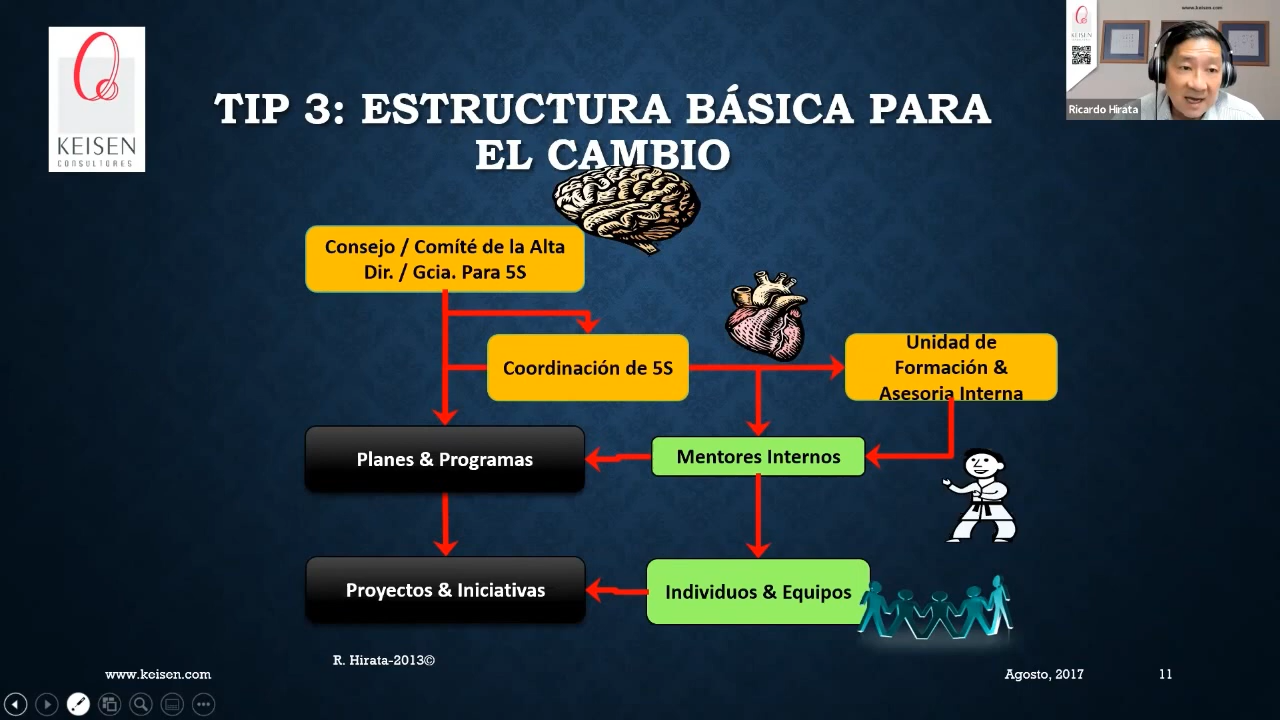 KEISEN
CONSULTORES
TIP 3: ESTRUCTURA BÁSICA PARA
EL CAMBIO
www.keisen.com
KEISEN
Ricardo Hirata
Consejo / Comíté de la Alta
Dir. / Gcia. Para 5S
Coordinación de 5S
Unidad de
Formación &
Asesoria Interna
Planes & Programas
Mentores Internos
Proyectos & Iniciativas
Individuos & Equipos
R. Hirata-2013©
www.keisen.com
Agosto, 2017
11